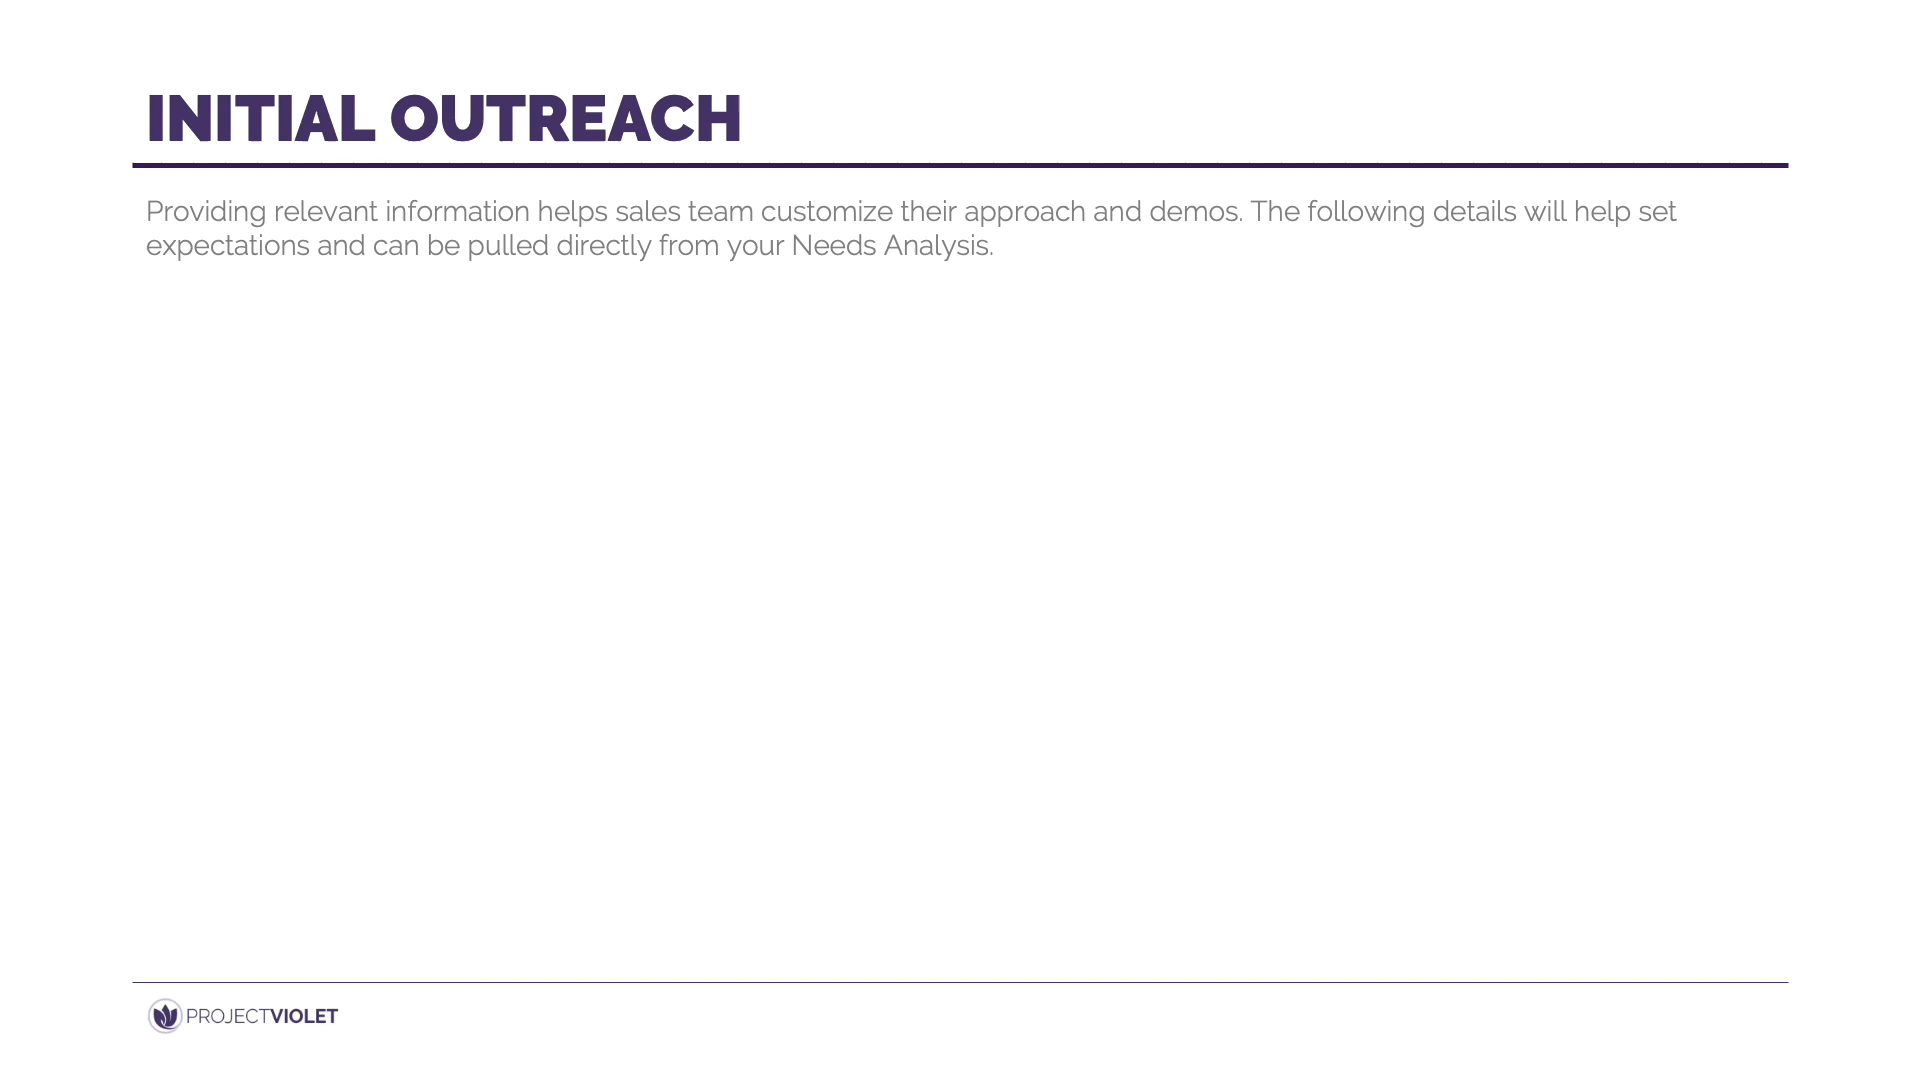 INITIAL OUTREACH
Providing relevant information helps sales team customize their approach and demos. The following details will help set
expectations and can be pulled directly from your Needs Analysis.
PROJECTVIOLET